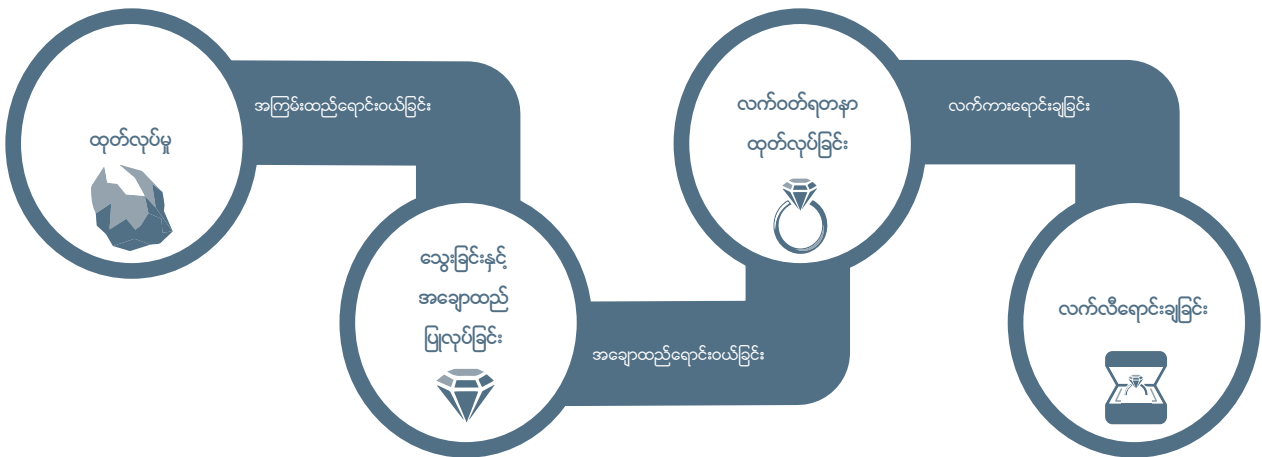 ထုတ်လုပ်မှု
အကြမ်းထည်ရောင်းဝယ်ခြင်း
သွေးခြင်းနှင့်
အချောထည်
ပြုလုပ်ခြင်း
အချောထည်ရောင်းဝယ်ခြင်း
လက်ဝတ်ရတနာ
ထုတ်လုပ်ခြင်း
လက်ကားရောင်းချခြင်း
လက်လီရောင်းချခြင်း